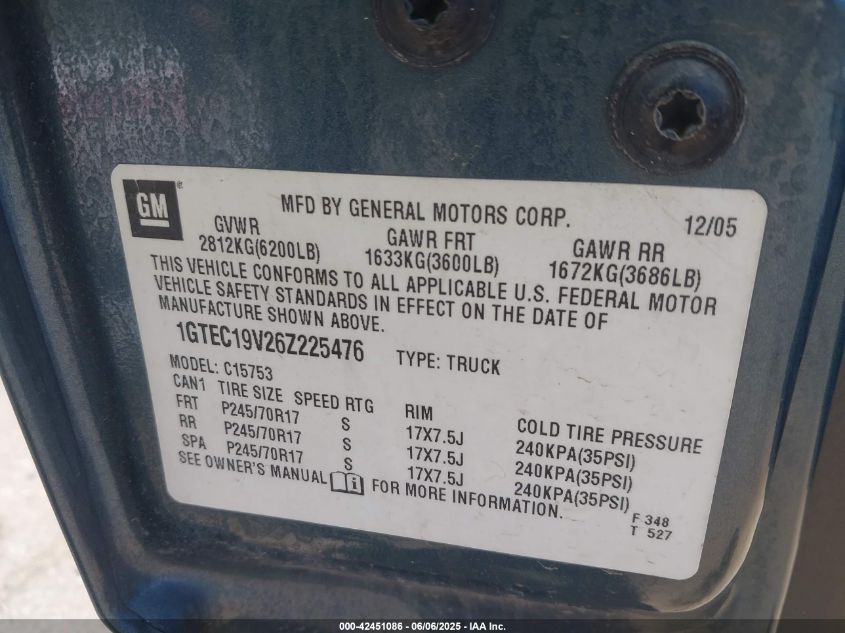 GM
MFD BY GENERAL MOTORS CORP. 12/05
GVWR GAWR FRT GAWR RR
2812KG(6200LB) 1633KG(3600LB) 1672KG(3686LB)
THIS VEHICLE CONFORMS TO ALL APPLICABLE U.S. FEDERAL MOTOR
VEHICLE SAFETY STANDARDS IN EFFECT ON THE DATE OF
MANUFACTURE SHOWN ABOVE.
1GTEC19V26Z225476 TYPE: TRUCK
MODEL: C15753
CAN1 TIRE SIZE SPEED RTG RIM COLD TIRE PRESSURE
FRT P245/70R17 S 17X7.5J 240KPA(35PSI)
RR P245/70R17 S 17X7.5J 240KPA(35PSI)
SPA P245/70R17 S 17X7.5J 240KPA(35PSI)
SEE OWNER'S MANUAL i FOR MORE INFORMATION.
F 348
T 527
000-42451086 - 06/06/2025 - IAA Inc.